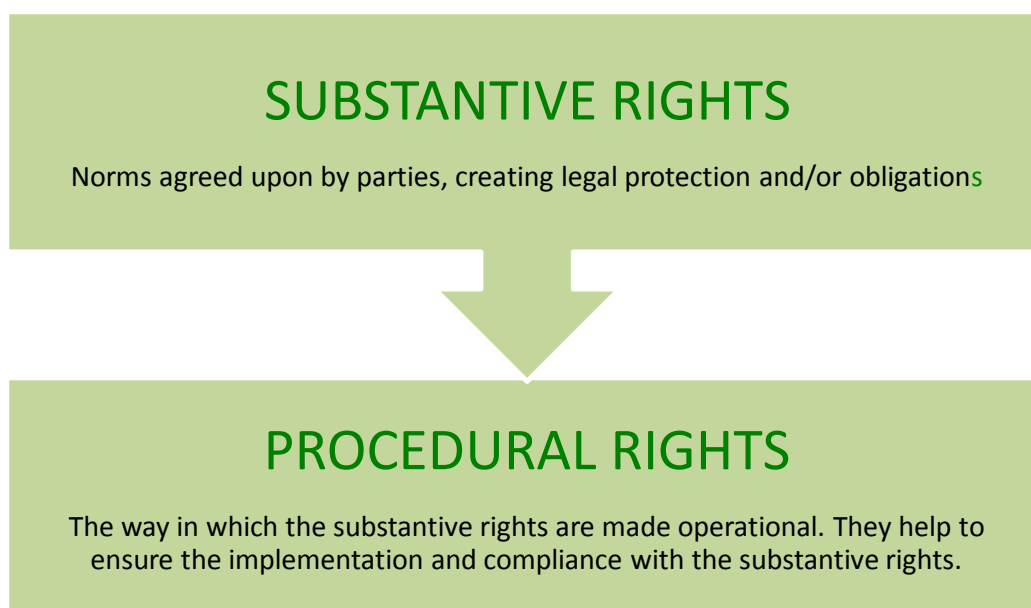 SUBSTANTIVE RIGHTS
Norms agreed upon by parties, creating legal protection and/or obligations
PROCEDURAL RIGHTS
The way in which the substantive rights are made operational. They help to
ensure the implementation and compliance with the substantive rights.